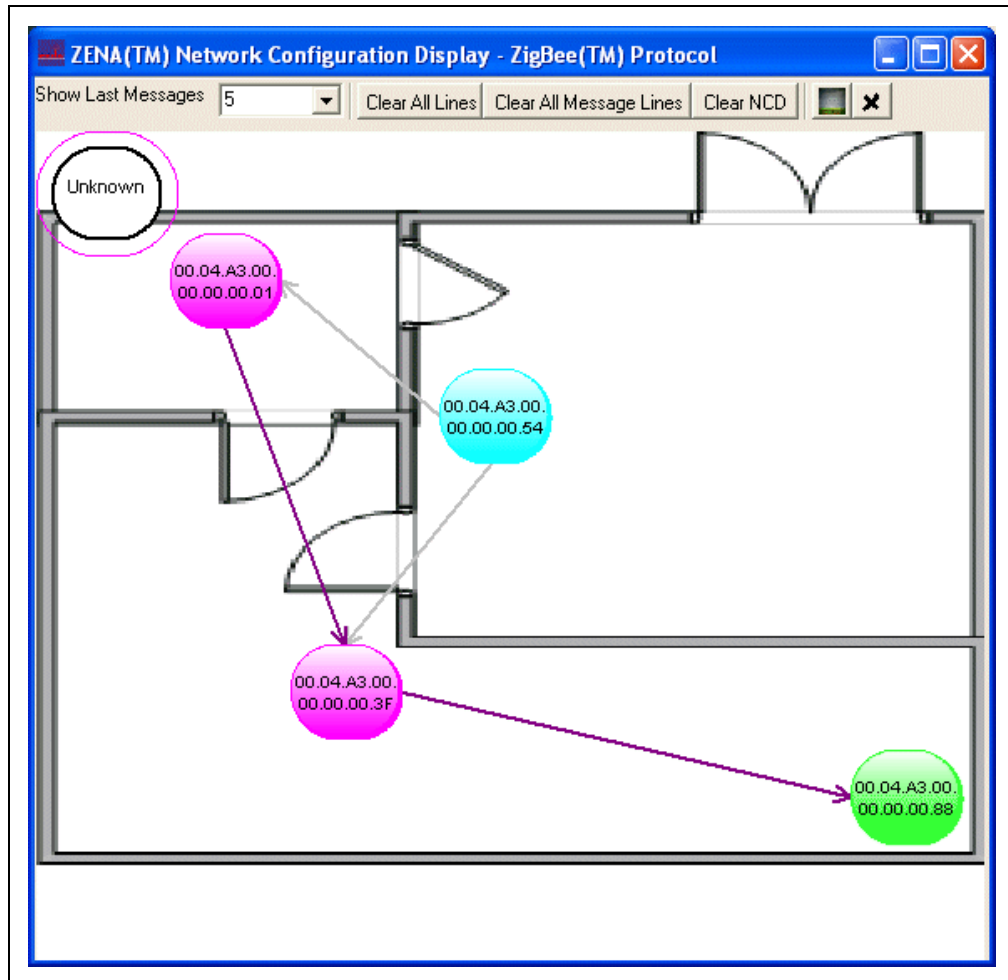 ZENA(TM) Network Configuration Display - ZigBee(TM) Protocol
Show Last Messages 5 Clear All Lines Clear All Message Lines Clear NCD
Unknown
00.04.A3.00.
00.00.00.01
00.04.A3.00.
00.00.00.54
00.04.A3.00.
00.00.00.3F
00.04.A3.00.
00.00.00.88